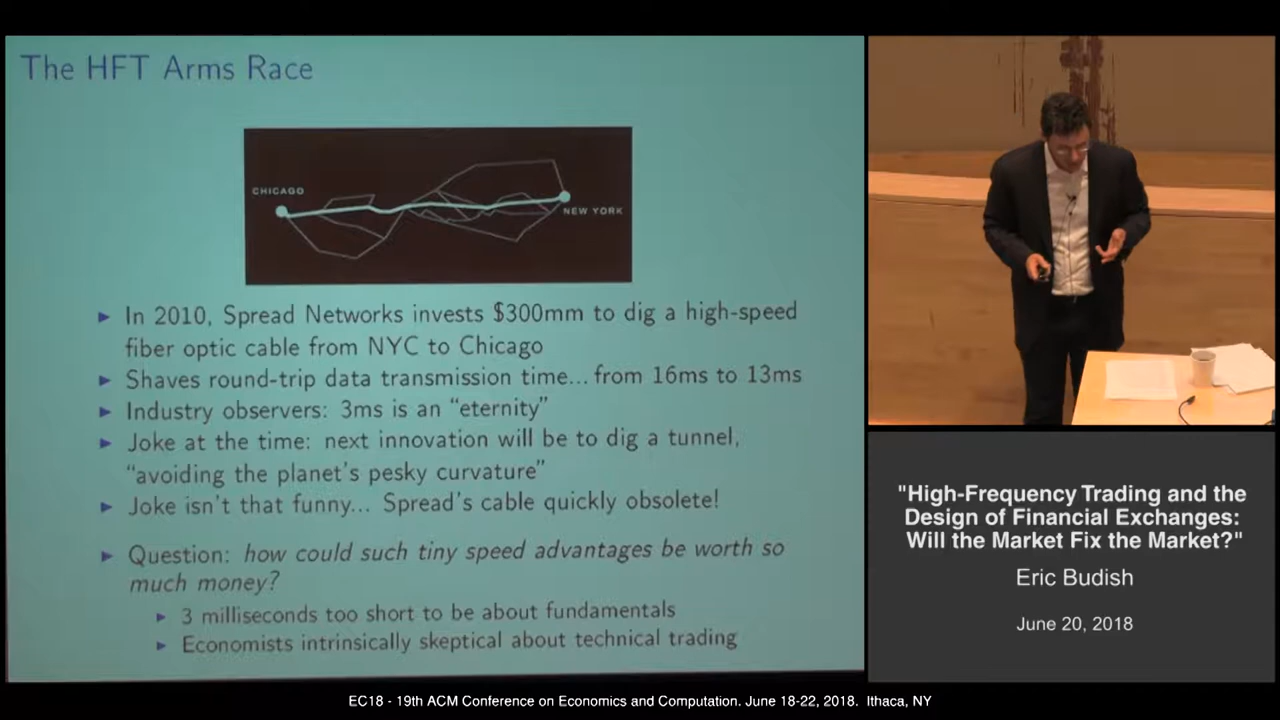 The HFT Arms Race
CHICAGO
NEW YORK
In 2010, Spread Networks invests $300mm to dig a high-speed
fiber optic cable from NYC to Chicago
Shaves round-trip data transmission time... from 16ms to 13ms
Industry observers: 3ms is an “eternity”
Joke at the time: next innovation will be to dig a tunnel,
“avoiding the planet's pesky curvature”
Joke isn't that funny... Spread's cable quickly obsolete!
Question: how could such tiny speed advantages be worth so
much money?
3 milliseconds too short to be about fundamentals
Economists intrinsically skeptical about technical trading
"High-Frequency Trading and the
Design of Financial Exchanges:
Will the Market Fix the Market?"
Eric Budish
June 20, 2018
EC18 - 19th ACM Conference on Economics and Computation. June 18-22, 2018. Ithaca, NY